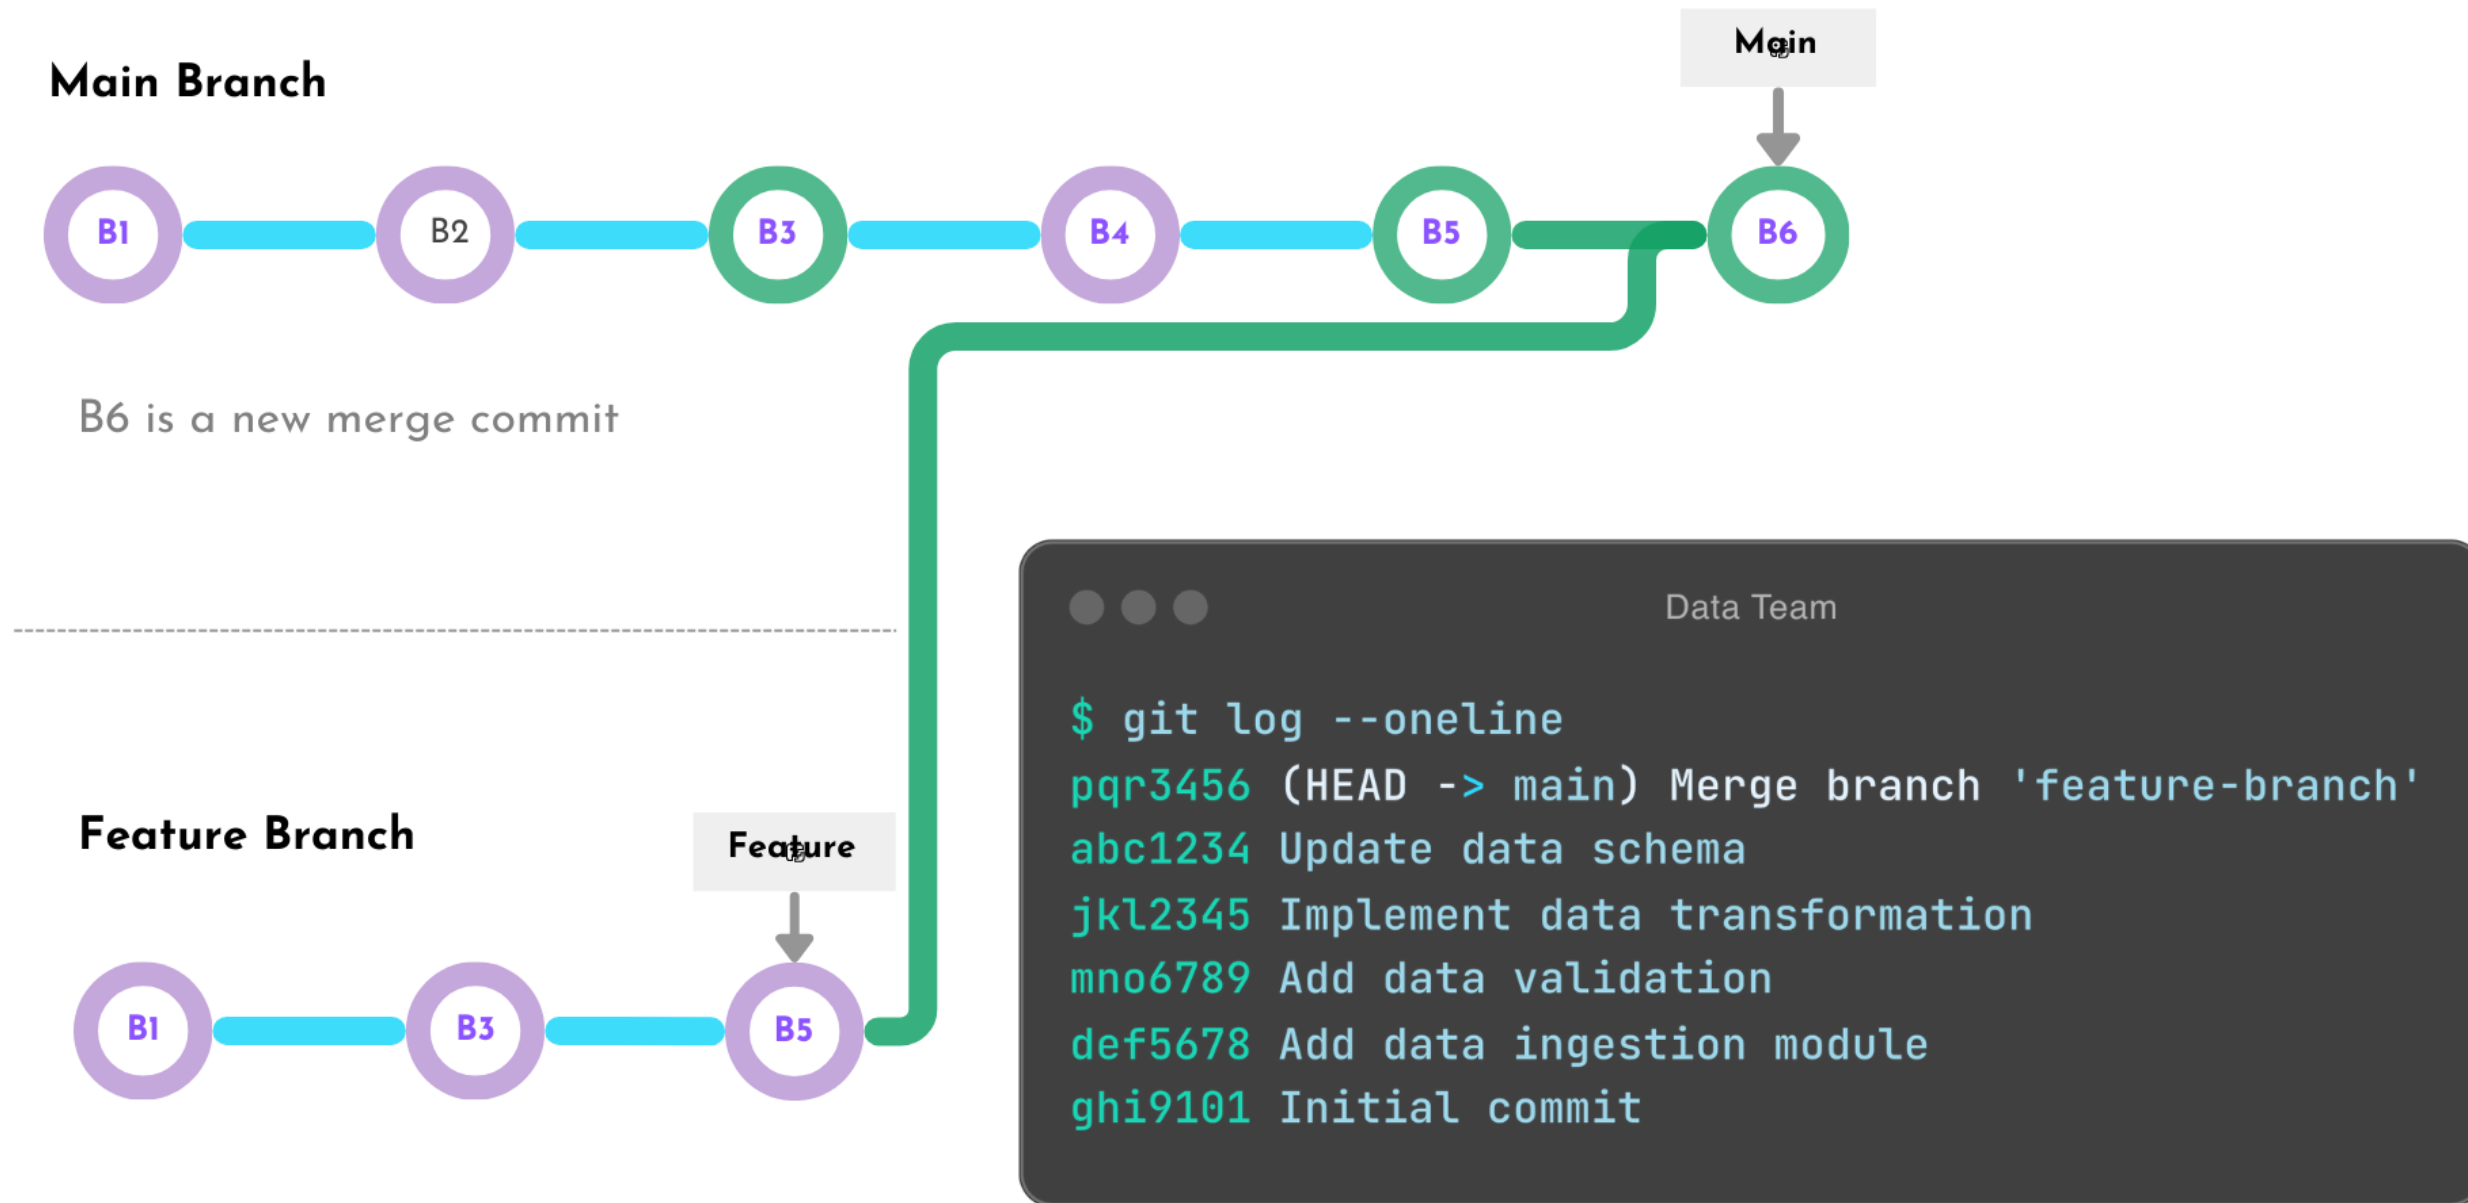 Main
Main Branch
B1
B2
B3
B4
B5
B6
B6 is a new merge commit
Feature Branch
Feature
B1
B3
B5
Data Team
$ git log --oneline
pqr3456 (HEAD -> main) Merge branch 'feature-branch'
abc1234 Update data schema
jkl2345 Implement data transformation
mno6789 Add data validation
def5678 Add data ingestion module
ghi9101 Initial commit